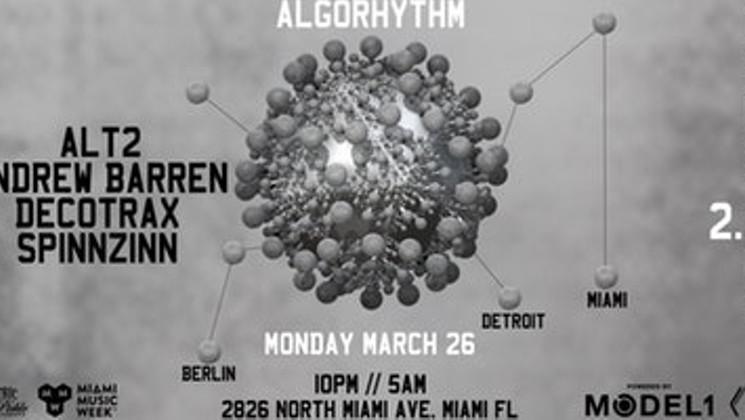 ALGORHYTHM
ALT2
NDREW BARREN
DECOTRAX
SPINNZINN
2.
MIAMI
DETROIT
BERLIN
MONDAY MARCH 26
10PM // 5AM
2826 NORTH MIAMI AVE. MIAMI FL
MIAMI
MUSIC
WEEK
POWERED BY
MODEL1